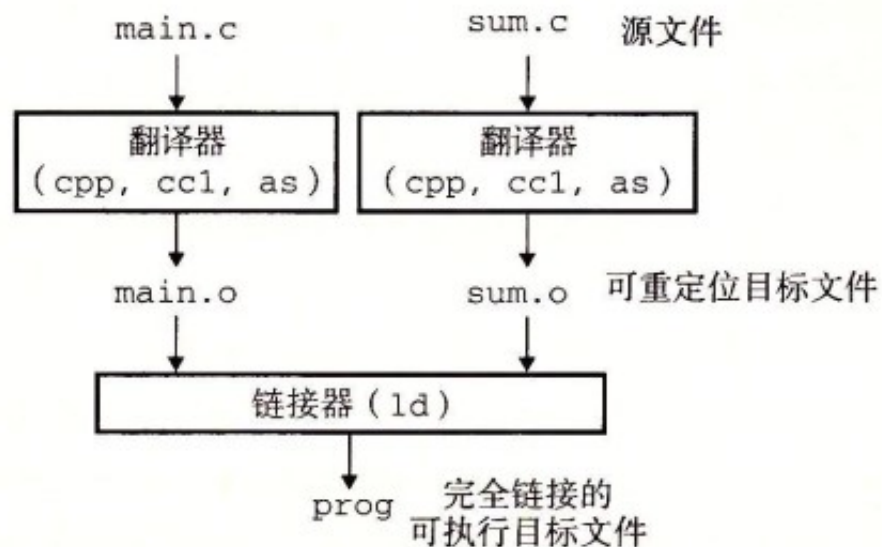 main.c
sum.c
源文件
翻译器
(cpp, cc1, as)
翻译器
(cpp, cc1, as)
main.o
sum.o
可重定位目标文件
链接器(ld)
prog
完全链接的
可执行目标文件